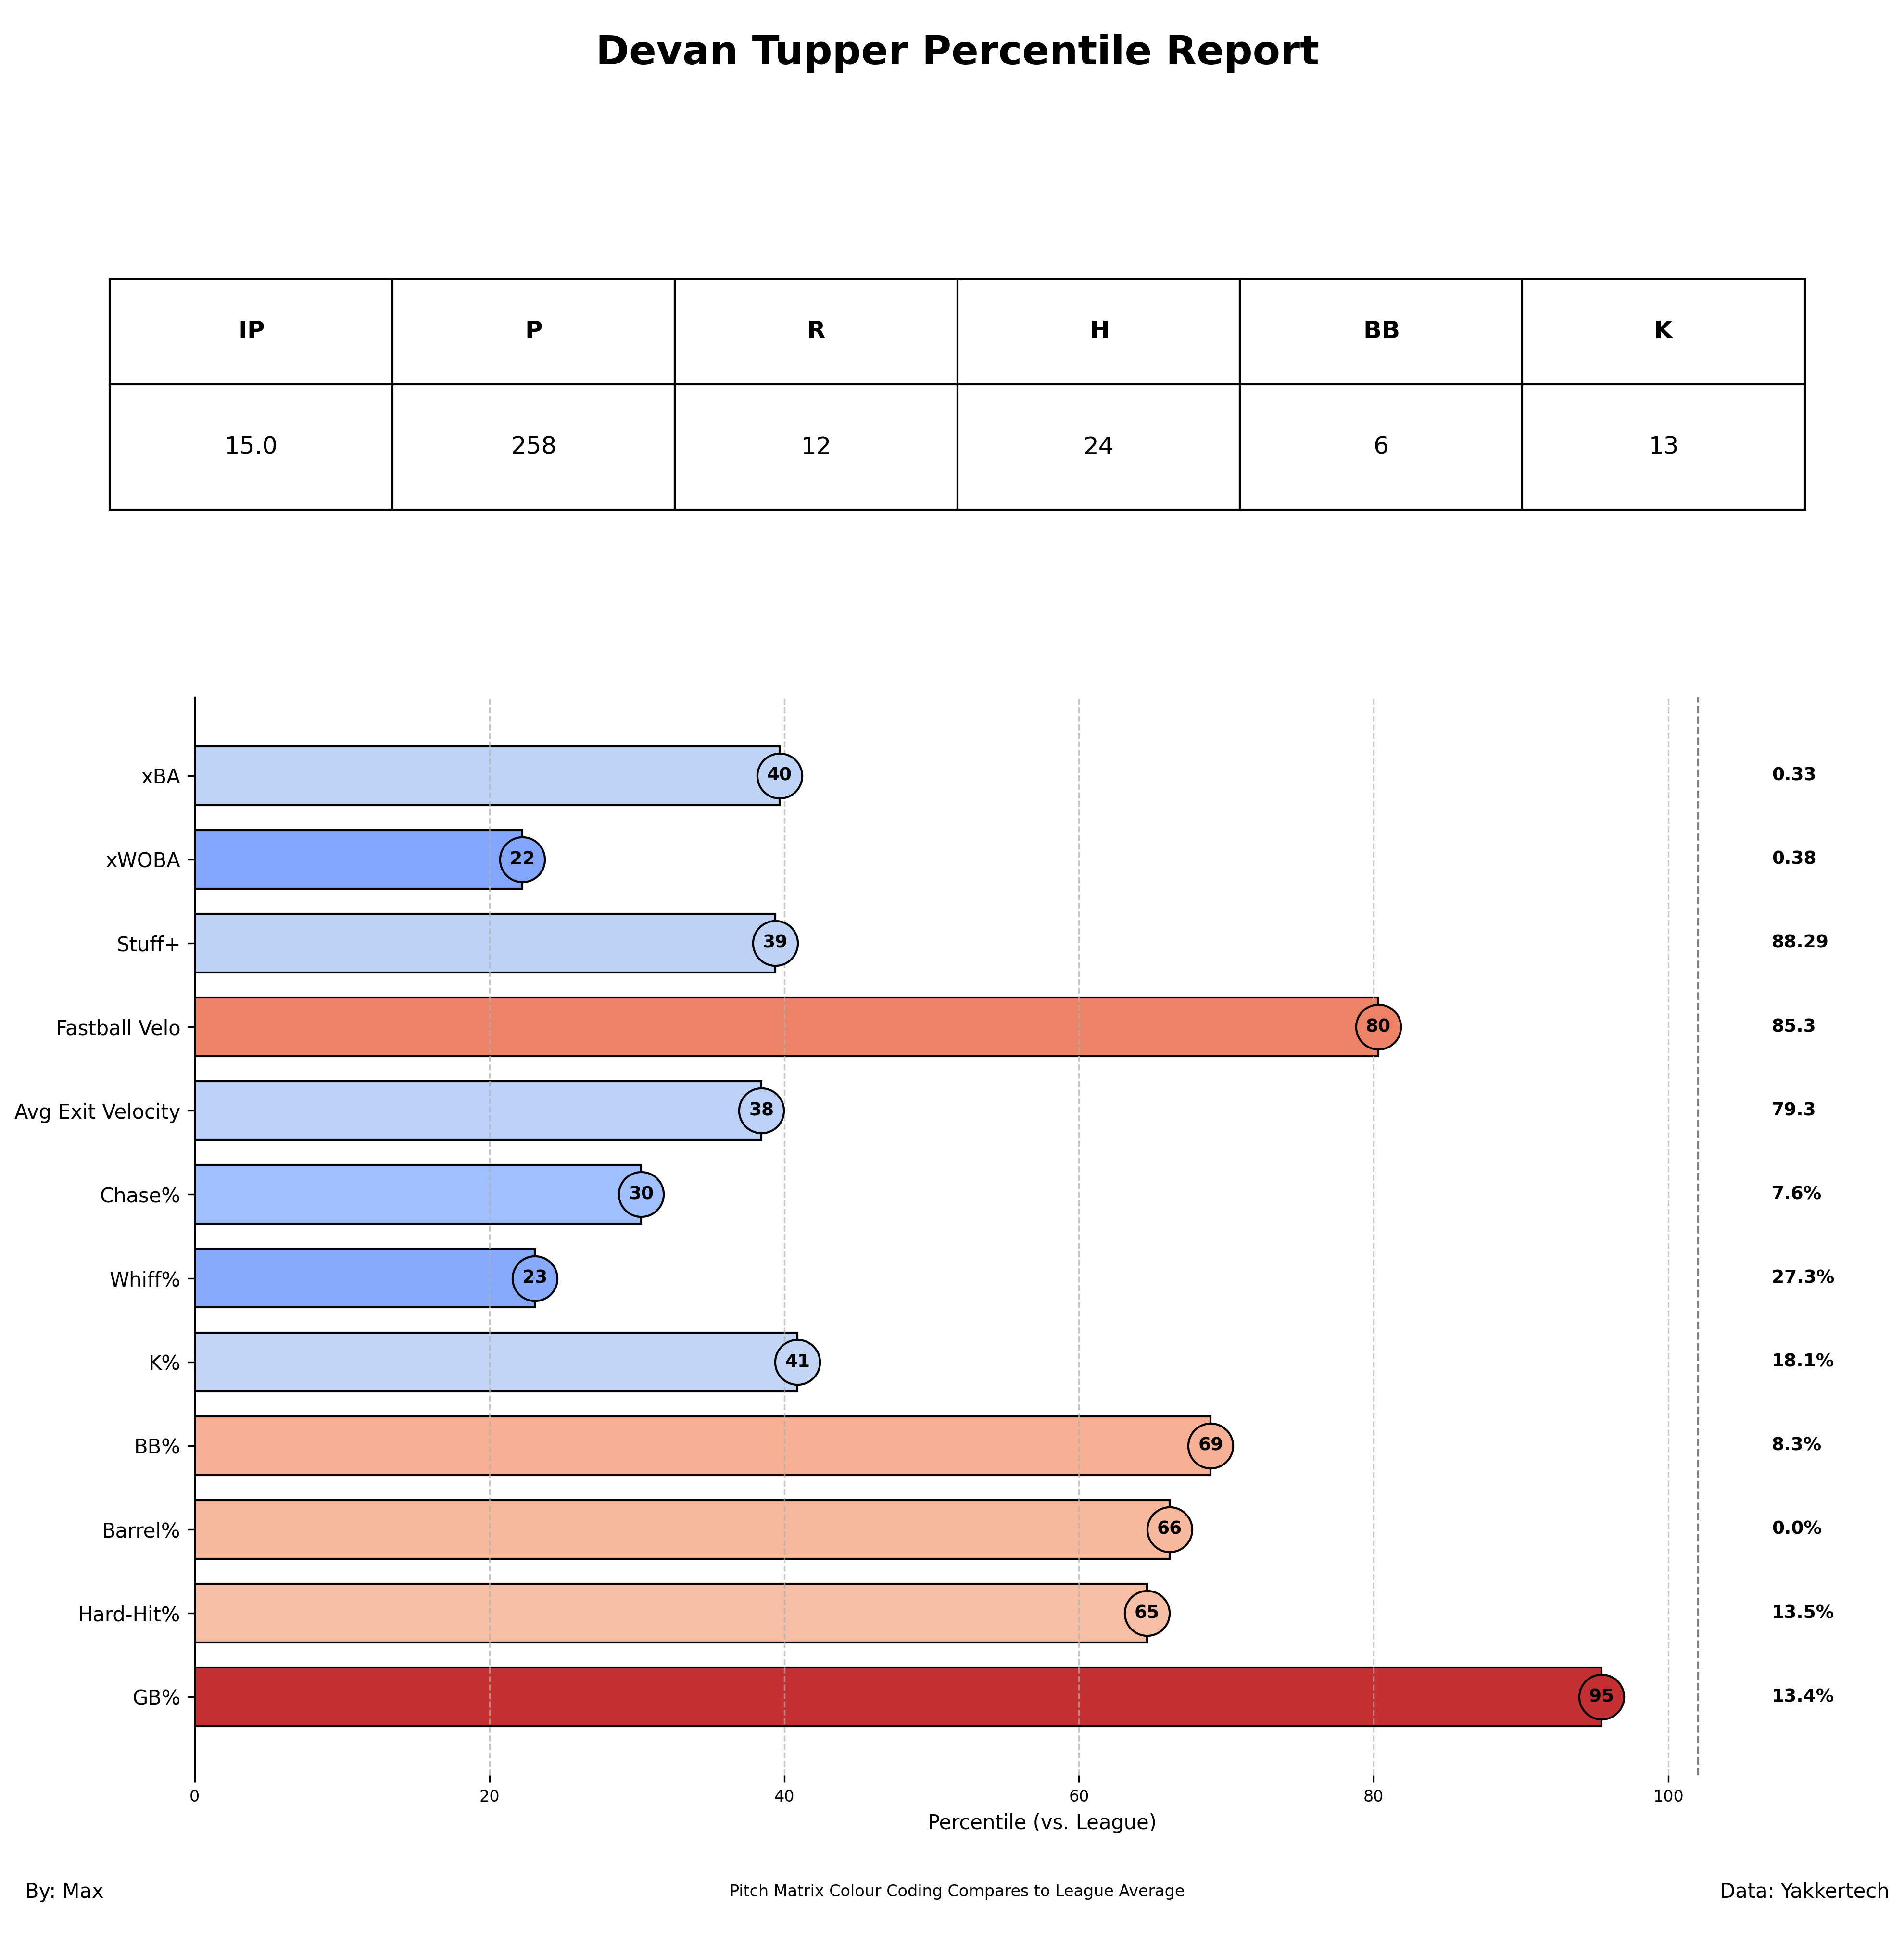 Devan Tupper Percentile Report
IP P R H BB K
15.0 258 12 24 6 13
xBA 40 0.33
xWOBA 22 0.38
Stuff+ 39 88.29
Fastball Velo 80 85.3
Avg Exit Velocity 38 79.3
Chase% 30 7.6%
Whiff% 23 27.3%
K% 41 18.1%
BB% 69 8.3%
Barrel% 66 0.0%
Hard-Hit% 65 13.5%
GB% 95 13.4%
0 20 40 60 80 100
Percentile (vs. League)
By: Max Pitch Matrix Colour Coding Compares to League Average Data: Yakkertech